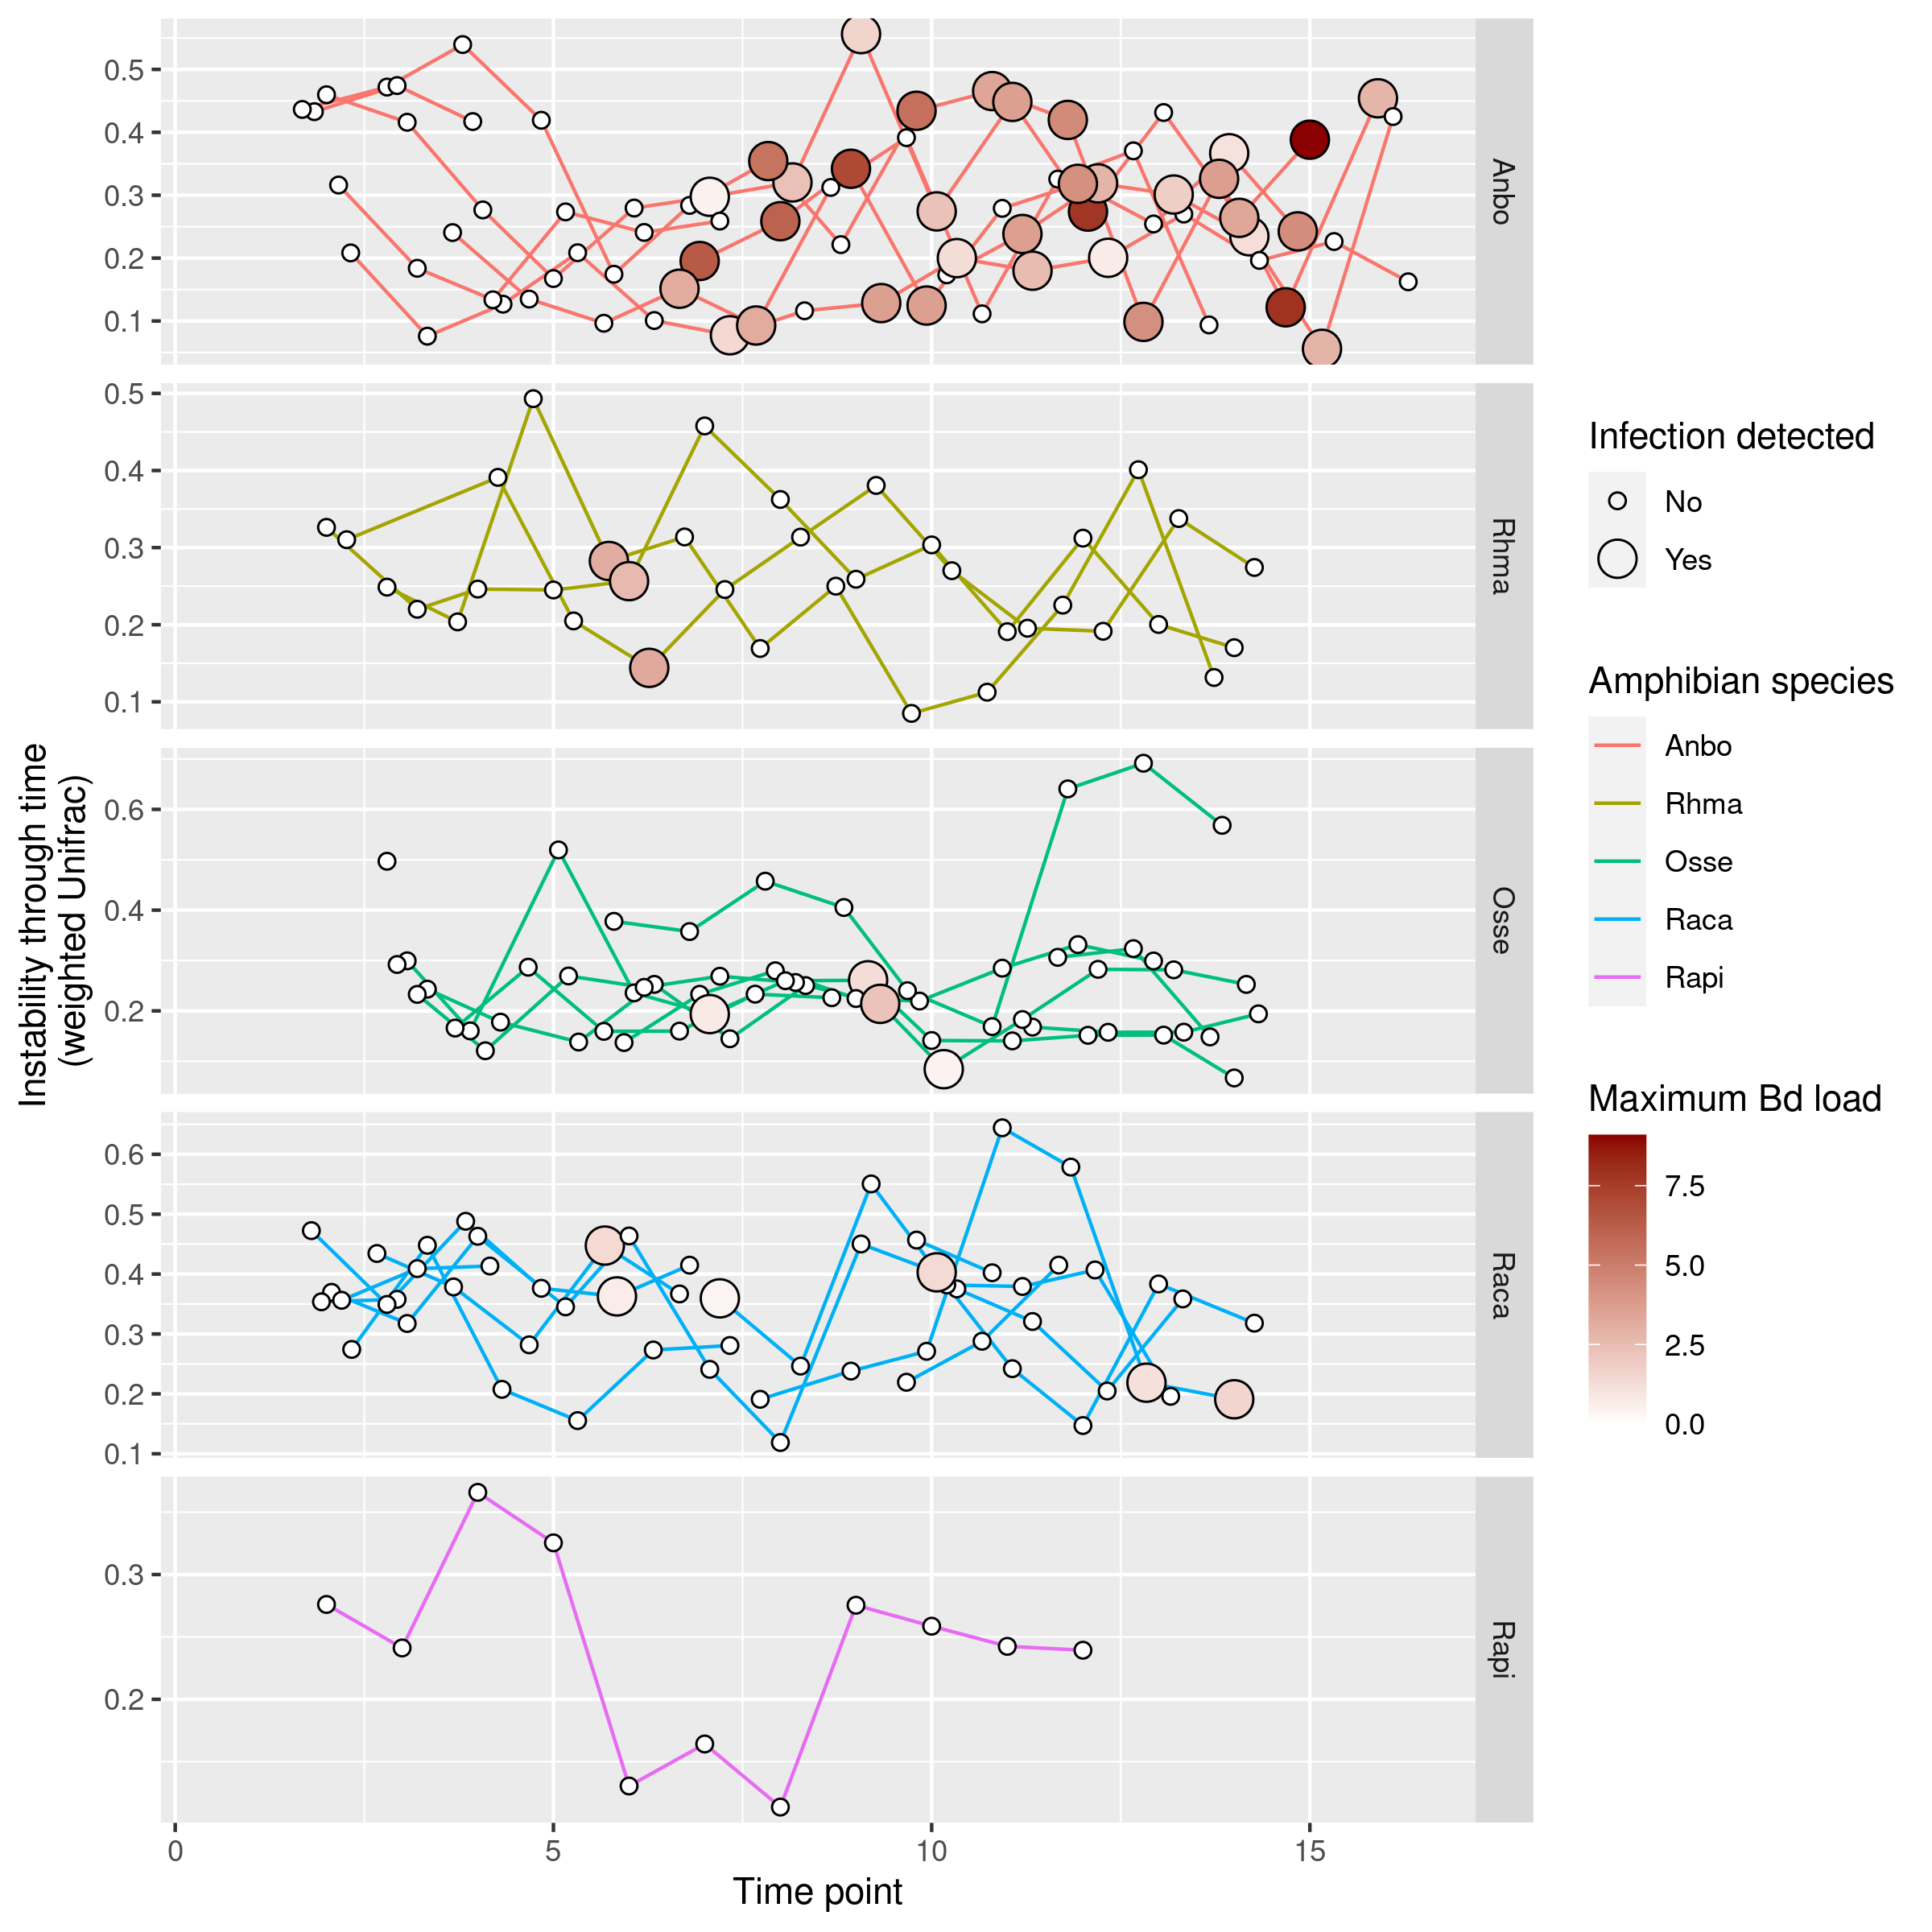 0.5
0.4
0.3
0.2
0.1
Anbo
0.5
0.4
0.3
0.2
0.1
Rhma
0.6
0.4
0.2
Osse
0.6
0.5
0.4
0.3
0.2
0.1
Raca
0.3
0.2
Rapi
0 5 10 15
Time point
Instability through time
(weighted Unifrac)
Infection detected
No
Yes
Amphibian species
Anbo
Rhma
Osse
Raca
Rapi
Maximum Bd load
7.5
5.0
2.5
0.0